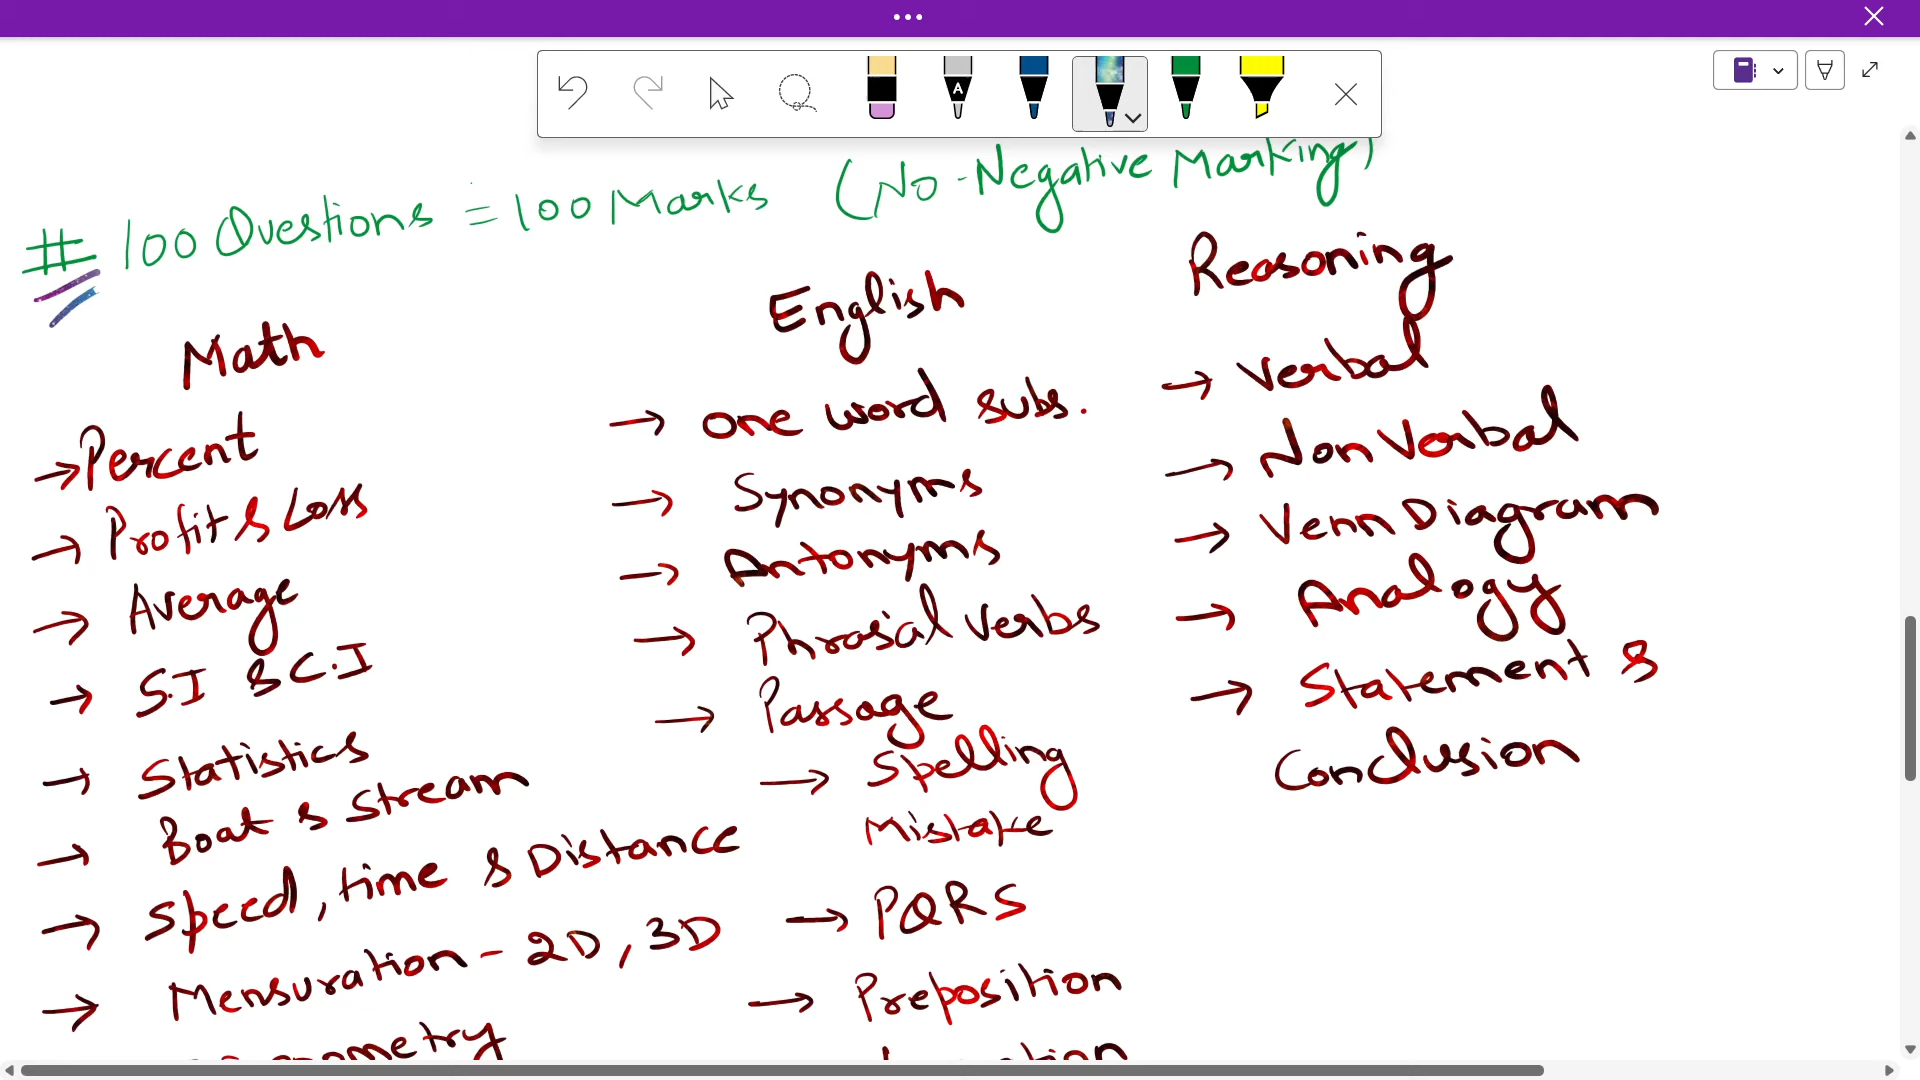 # 100 Questions = 100 Marks (No-Negative Marking)
Math
→ Percent
→ Profit & Loss
→ Average
→ S.I & C.I
→ Statistics
→ Boat & Stream
→ Speed, time & Distance
→ Mensuration - 2D, 3D
English
→ one word subs.
→ Synonyms
→ Antonyms
→ Phrasal verbs
→ Passage
→ Spelling
Mistake
→ PQRS
→ Preposition
Reasoning
→ Verbal
→ Non Verbal
→ Venn Diagram
→ Analogy
→ Statement &
Conclusion